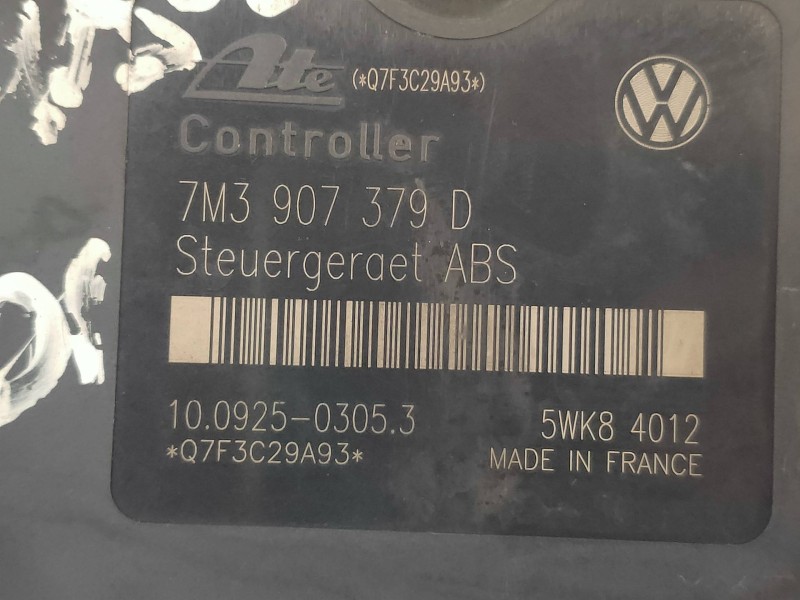 Ate (*Q7F3C29A93*)
Controller
7M3 907 379 D
Steuergeraet ABS
10.0925-0305.3 5WK8 4012
*Q7F3C29A93* MADE IN FRANCE